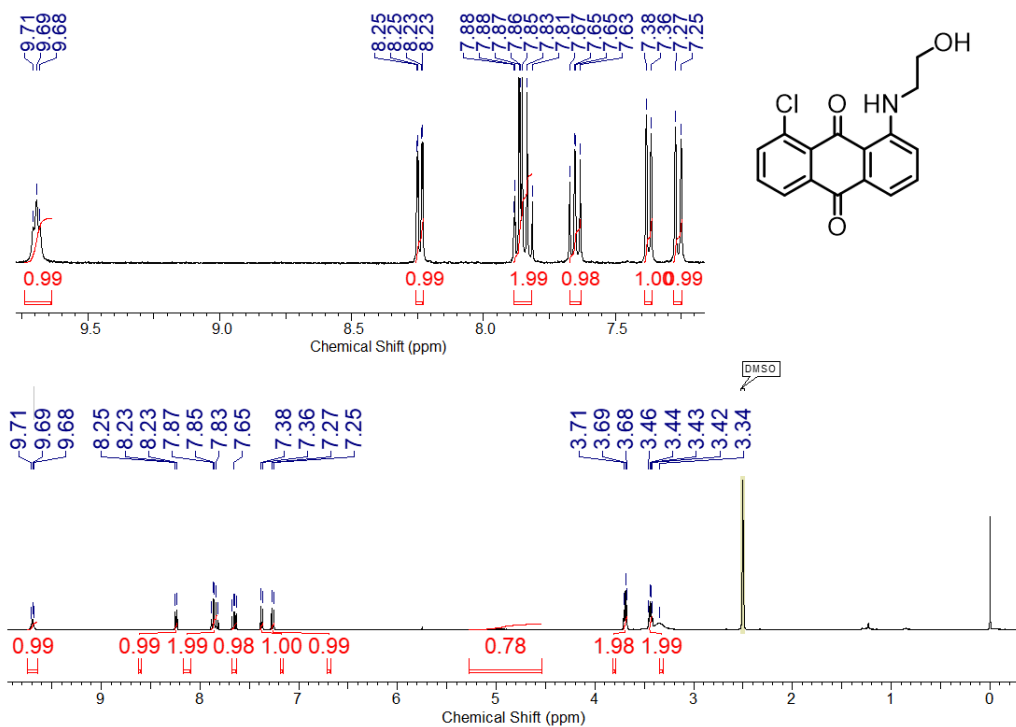 9.71 9.69 9.68 8.25 8.25 8.23 8.23 7.88 7.88 7.87 7.86 7.85 7.83 7.81 7.67 7.65 7.65 7.63 7.38 7.36 7.27 7.25
OH
Cl O HN
O
0.99 0.99 1.99 0.98 1.00 0.99
9.5 9.0 8.5 8.0 7.5
Chemical Shift (ppm)
DMSO
9.71 9.69 9.68 8.25 8.23 8.23 7.87 7.85 7.83 7.65 7.38 7.36 7.27 7.25 3.71 3.69 3.68 3.46 3.44 3.43 3.42 3.34
0.99 0.99 1.99 0.98 1.00 0.99 0.78 1.98 1.99
9 8 7 6 5 4 3 2 1 0
Chemical Shift (ppm)